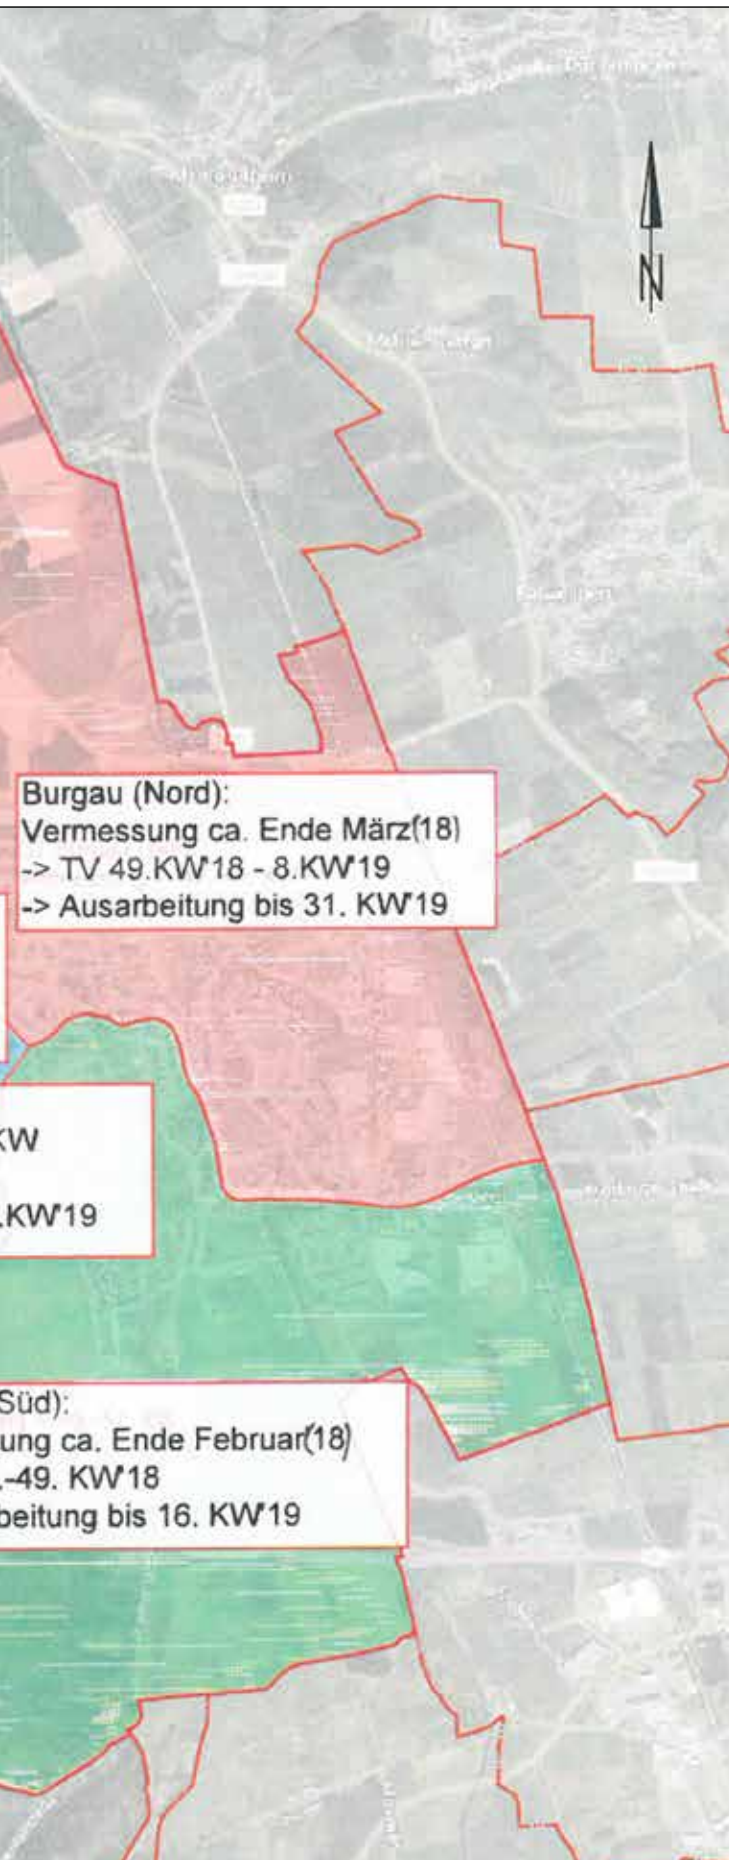 N
Burgau (Nord):
Vermessung ca. Ende März(18)
-> TV 49.KW'18 - 8.KW'19
-> Ausarbeitung bis 31. KW'19
KW
.KW'19
Süd):
ung ca. Ende Februar(18)
.-49. KW'18
beitung bis 16. KW'19